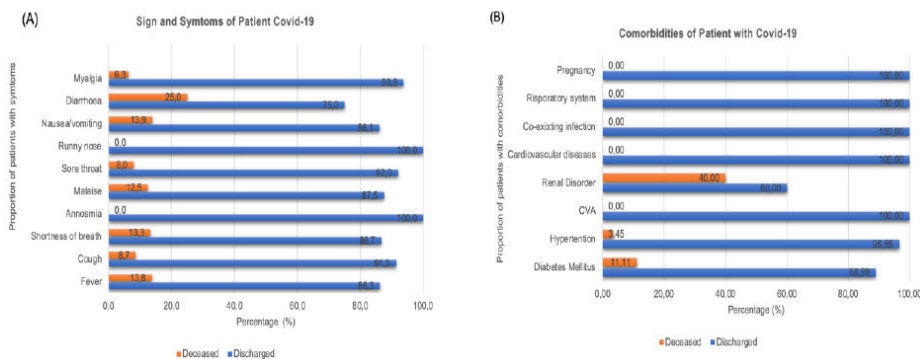 (A)
Sign and Symtoms of Patient Covid-19
Proportion of patients with symtoms
Myalgia
6,3
93,8
Diarrhoea
25,0
75,0
Nausea/vomiting
13,9
86,1
Runny nose
0,0
100,0
Sore throat
8,0
92,0
Malaise
12,5
87,5
Annosmia
0,0
100,0
Shortness of breath
13,3
86,7
Cough
8,7
91,3
Fever
13,8
86,3
0,0 20,0 40,0 60,0 80,0 100,0
Percentage (%)
Deceased Discharged
(B)
Comorbidities of Patient with Covid-19
Proportion of patients with comorbidities
Pregnancy
0,00
100,00
Risporatory system
0,00
100,00
Co-exixting infection
0,00
100,00
Cardiovascular diseases
0,00
100,00
Renal Disorder
40,00
60,00
CVA
0,00
100,00
Hypertention
3,45
96,55
Diabetes Mellitus
11,11
88,89
0,00 20,00 40,00 60,00 80,00 100,00
Percentage (%)
Deceased Discharged